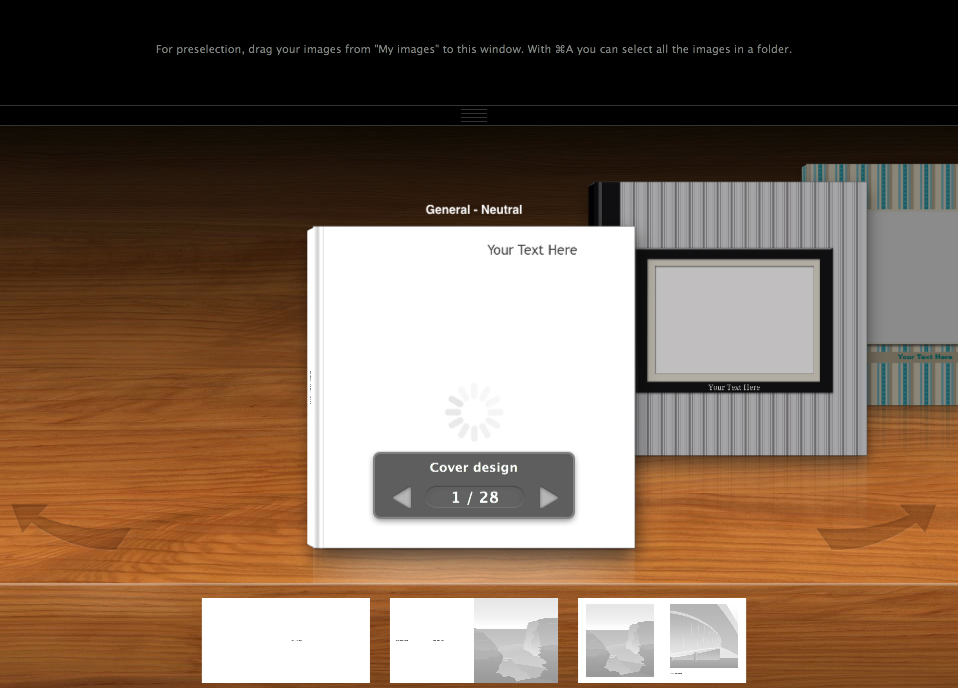 For preselection, drag your images from "My images" to this window. With ⌘A you can select all the images in a folder.
General - Neutral
Your Text Here
Your Text Here
Your Text Here
Cover design
1 / 28